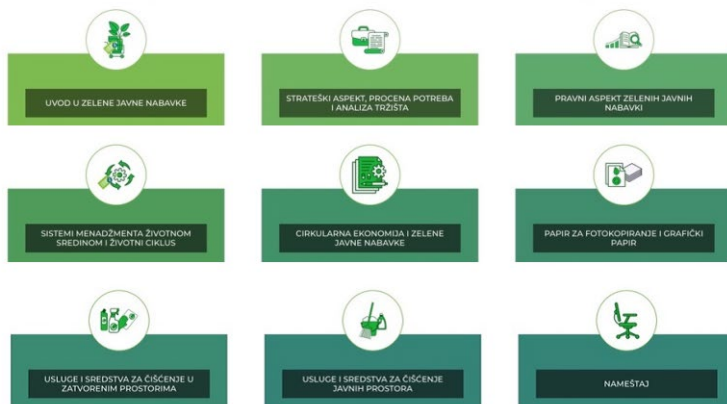 UVOD U ZELENE JAVNE NABAVKE
STRATEŠKI ASPEKT, PROCENA POTREBA
I ANALIZA TRŽIŠTA
PRAVNI ASPEKT ZELENIH JAVNIH
NABAVKI
SISTEMI MENADŽMENTA ŽIVOTNOM
SREDINOM I ŽIVOTNI CIKLUS
CIRKULARNA EKONOMIJA I ZELENE
JAVNE NABAVKE
PAPIR ZA FOTOKOPIRANJE I GRAFIČKI
PAPIR
USLUGE I SREDSTVA ZA ČIŠĆENJE U
ZATVORENIM PROSTORIMA
USLUGE I SREDSTVA ZA ČIŠĆENJE
JAVNIH PROSTORA
NAMEŠTAJ